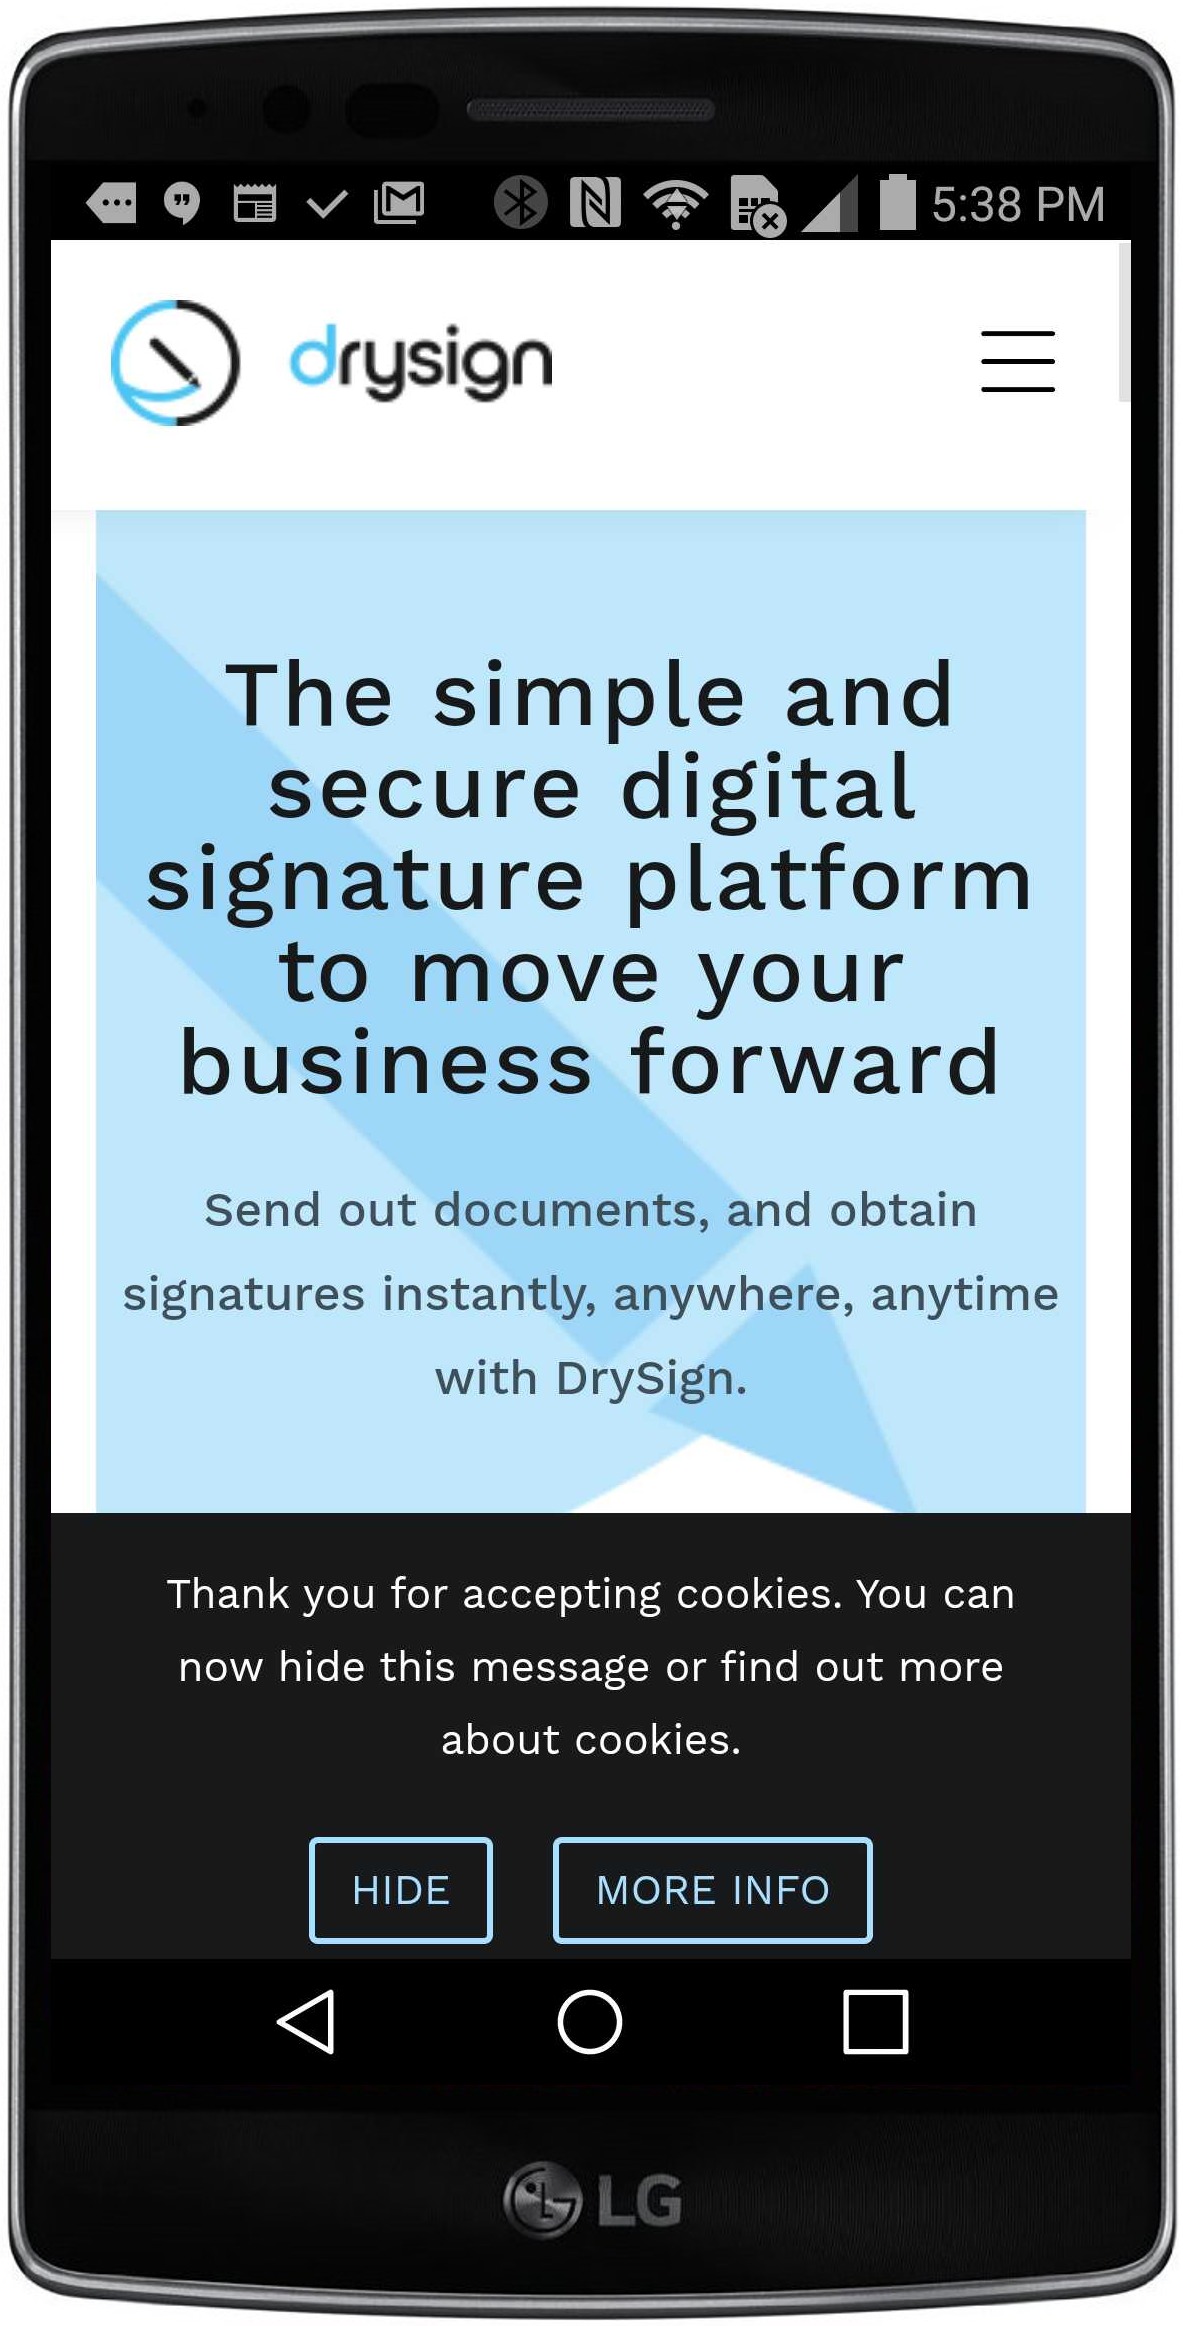 5:38 PM
drysign
The simple and
secure digital
signature platform
to move your
business forward
Send out documents, and obtain
signatures instantly, anywhere, anytime
with DrySign.
Thank you for accepting cookies. You can
now hide this message or find out more
about cookies.
HIDE MORE INFO
LG